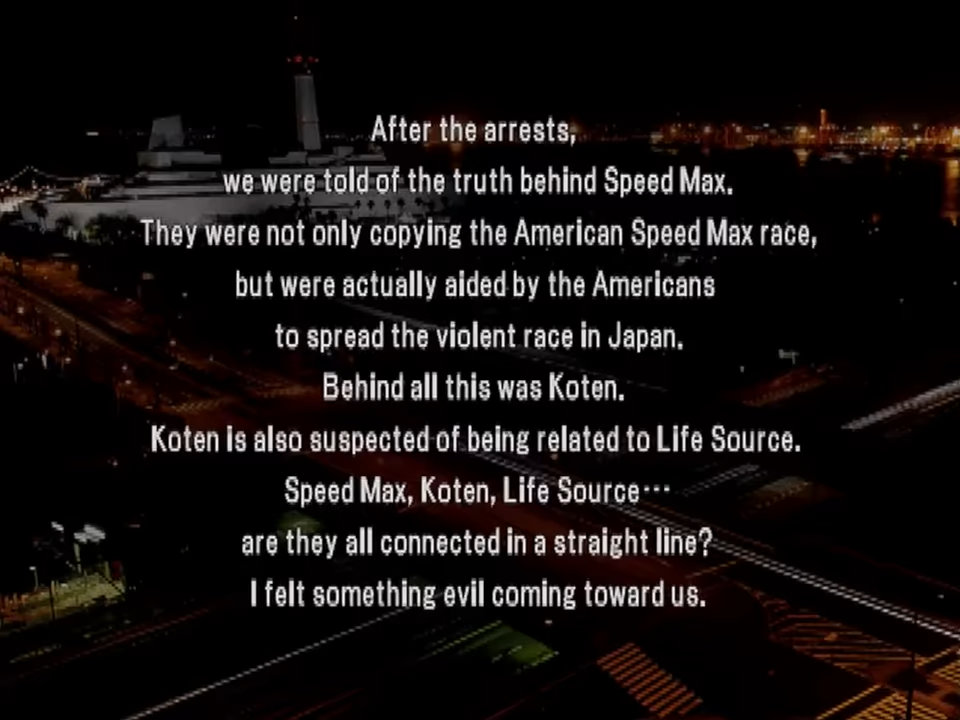 After the arrests,
we were told of the truth behind Speed Max.
They were not only copying the American Speed Max race,
but were actually aided by the Americans
to spread the violent race in Japan.
Behind all this was Koten.
Koten is also suspected of being related to Life Source.
Speed Max, Koten, Life Source…
are they all connected in a straight line?
I felt something evil coming toward us.